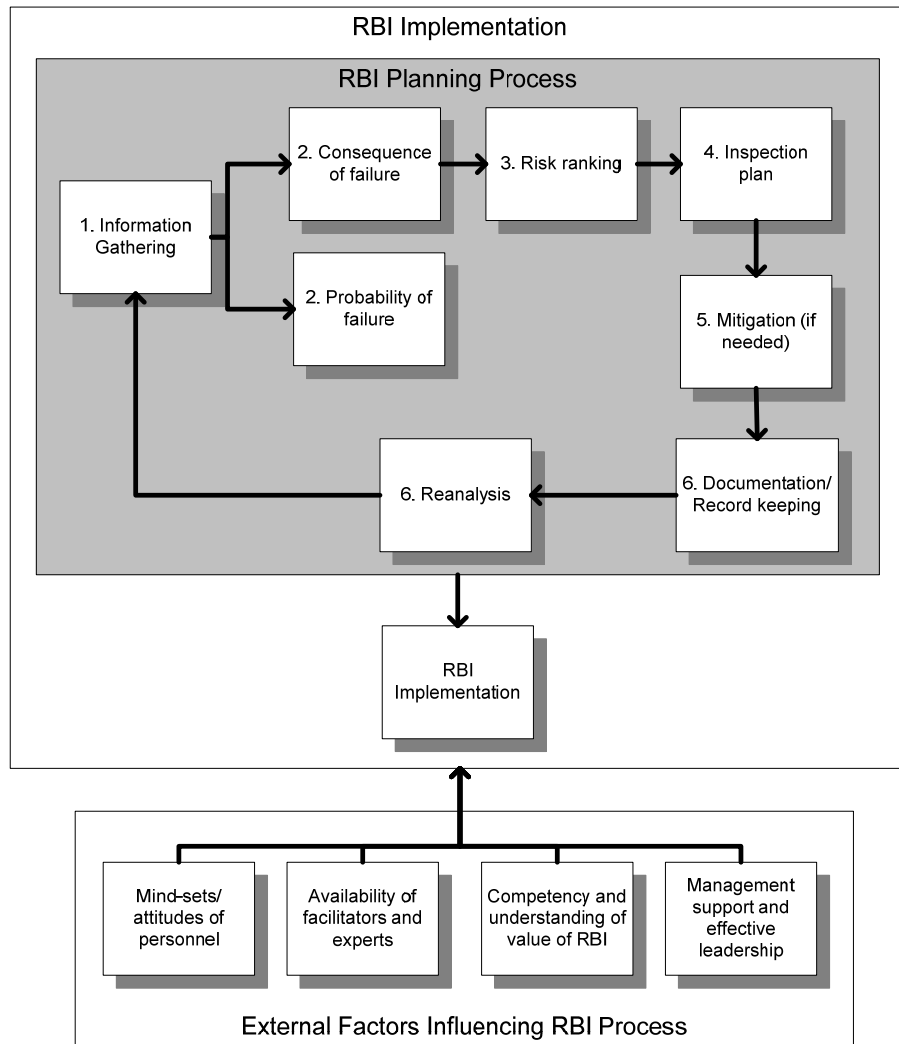 RBI Implementation
RBI Planning Process
1. Information
Gathering
2. Consequence
of failure
2. Probability of
failure
3. Risk ranking
4. Inspection
plan
5. Mitigation (if
needed)
6. Documentation/
Record keeping
6. Reanalysis
RBI
Implementation
Mind-sets/
attitudes of
personnel
Availability of
facilitators and
experts
Competency and
understanding of
value of RBI
Management
support and
effective
leadership
External Factors Influencing RBI Process